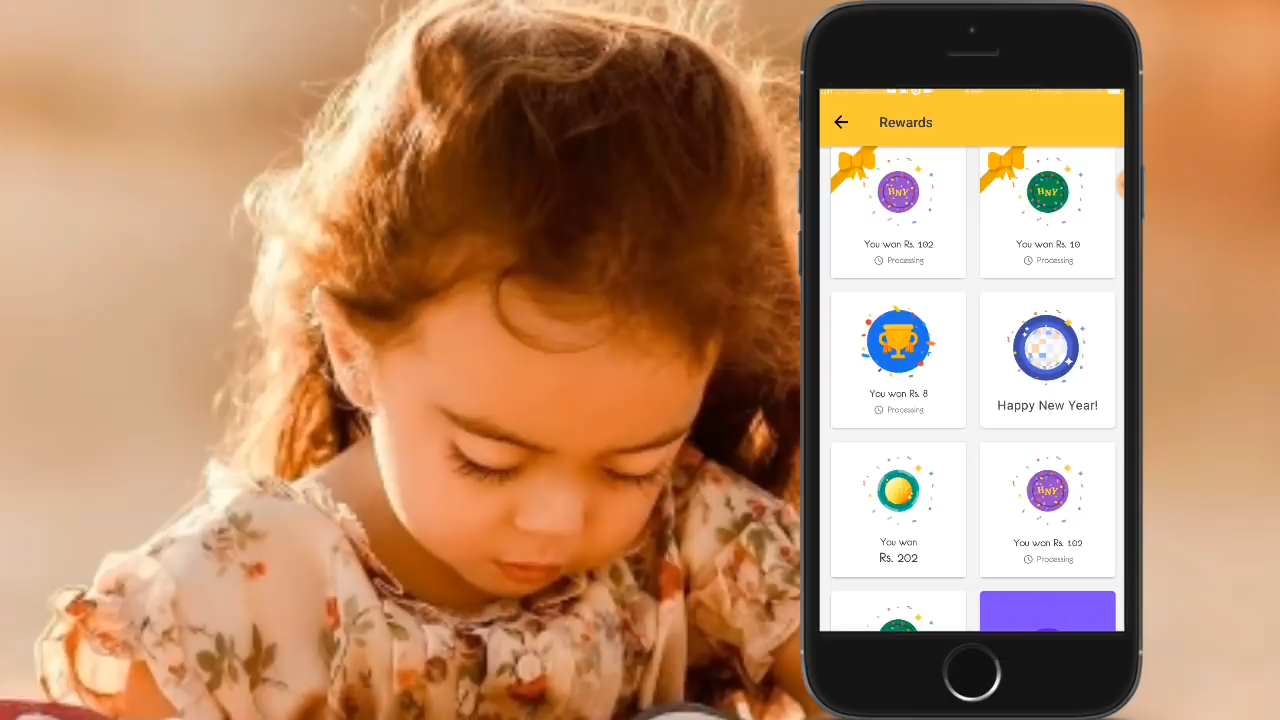 Rewards
HNY
HNY
You won Rs. 102
You won Rs. 10
Processing
Processing
You won Rs. 8
Processing
Happy New Year!
HNY
You won
Rs. 202
You won Rs. 102
Processing